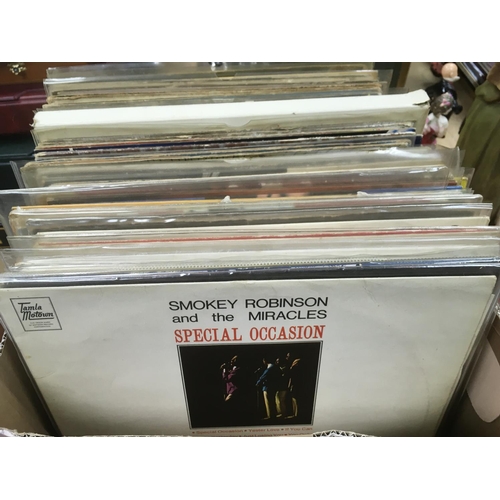 Tamla
Motown
SMOKEY ROBINSON
and the MIRACLES
SPECIAL OCCASION